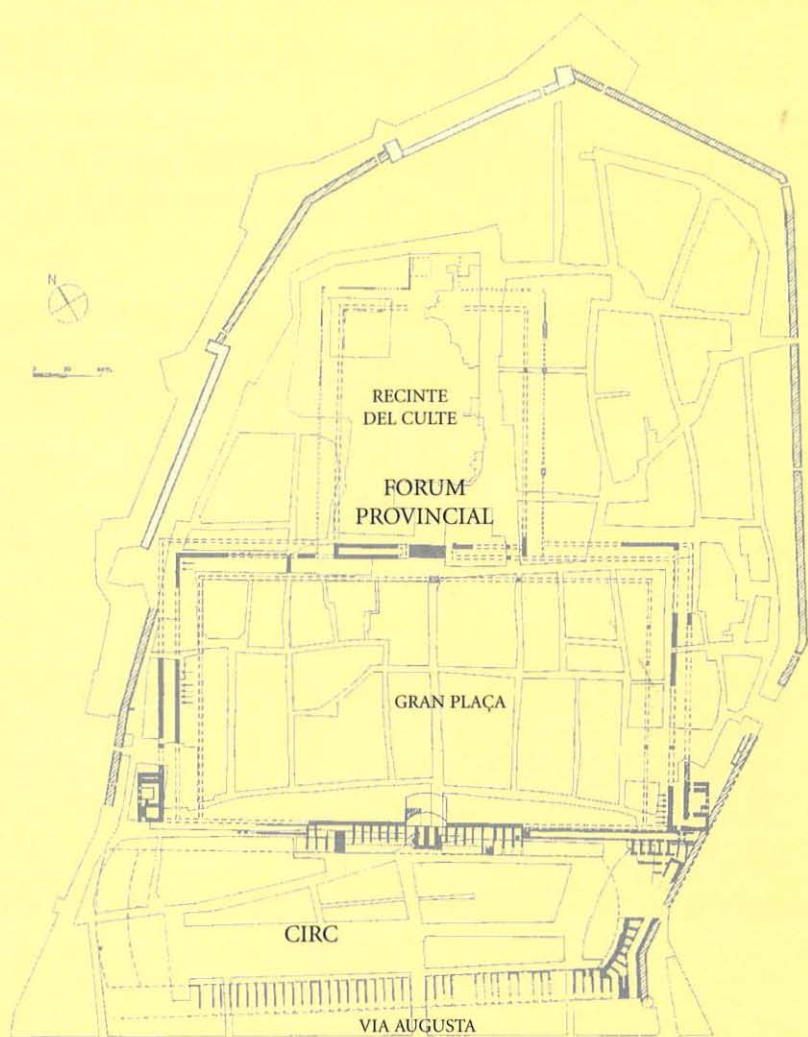 N
RECINTE
DEL CULTE
FORUM
PROVINCIAL
GRAN PLAÇA
CIRC
VIA AUGUSTA